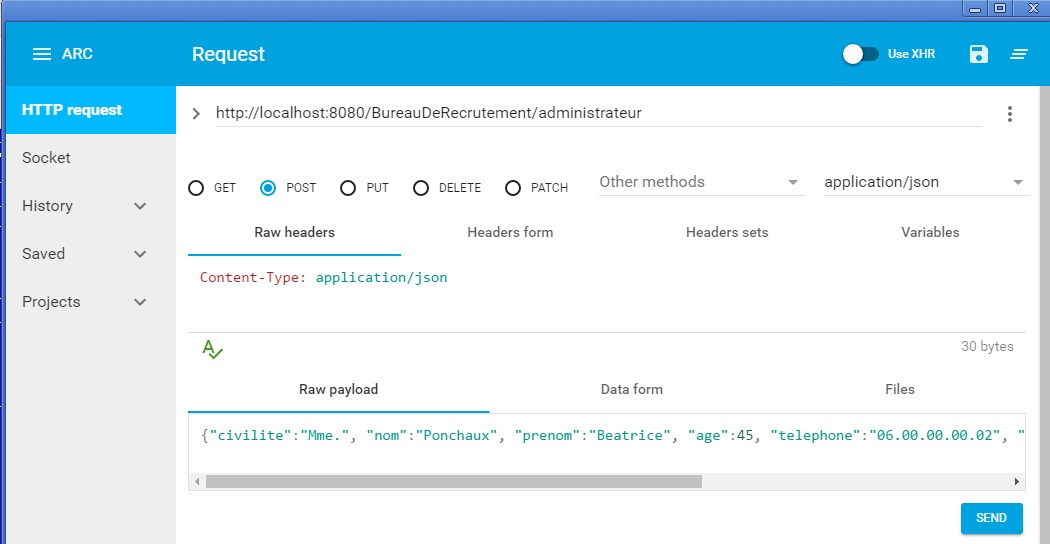 ARC Request Use XHR
HTTP request
http://localhost:8080/BureauDeRecrutement/administrateur
Socket
History
Saved
Projects
GET POST PUT DELETE PATCH Other methods application/json
Raw headers Headers form Headers sets Variables
Content-Type: application/json
30 bytes
Raw payload Data form Files
{"civilite":"Mme.", "nom":"Ponchaux", "prenom":"Beatrice", "age":45, "telephone":"06.00.00.00.02", "
SEND